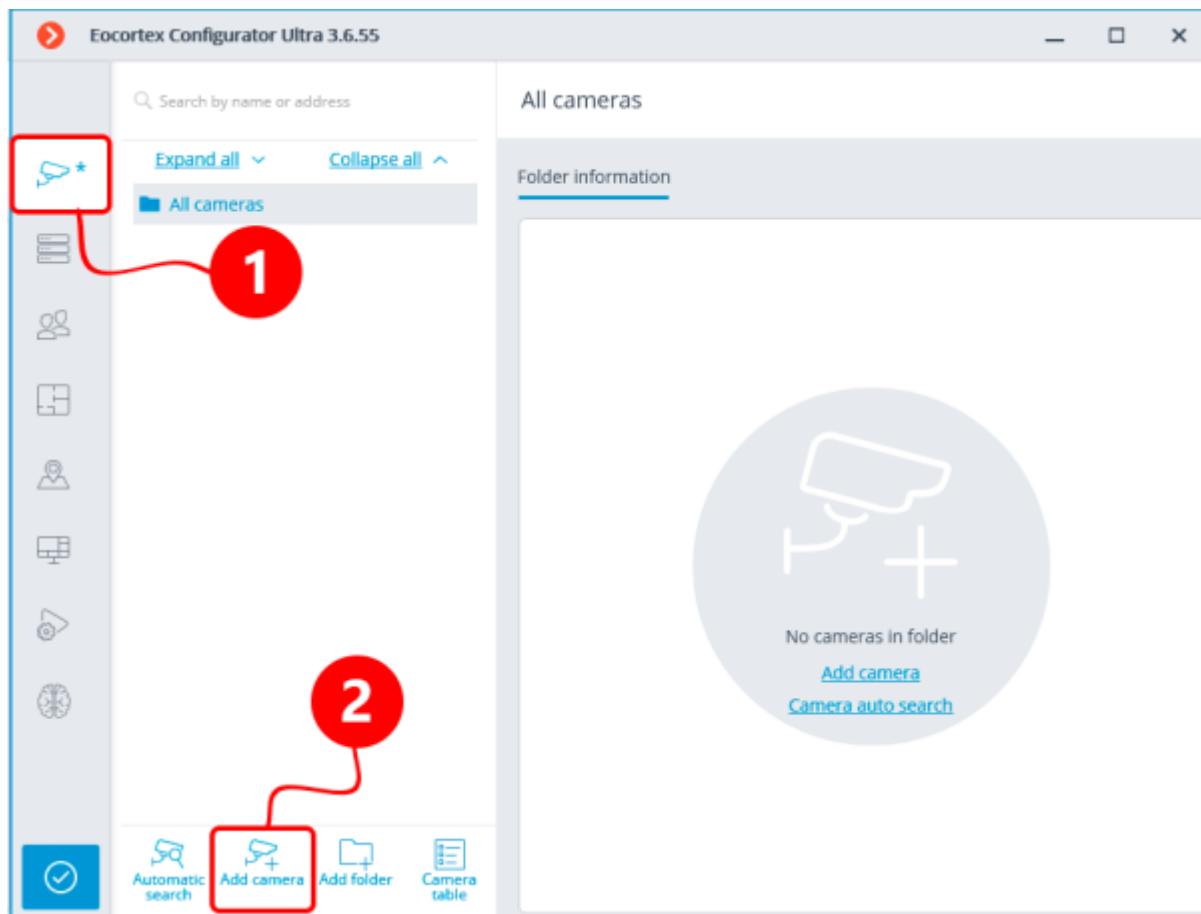 Eocortex Configurator Ultra 3.6.55
Search by name or address
All cameras
Expand all
Collapse all
*
Folder information
All cameras
1
No cameras in folder
Add camera
Camera auto search
2
Automatic search
Add camera
Add folder
Camera table